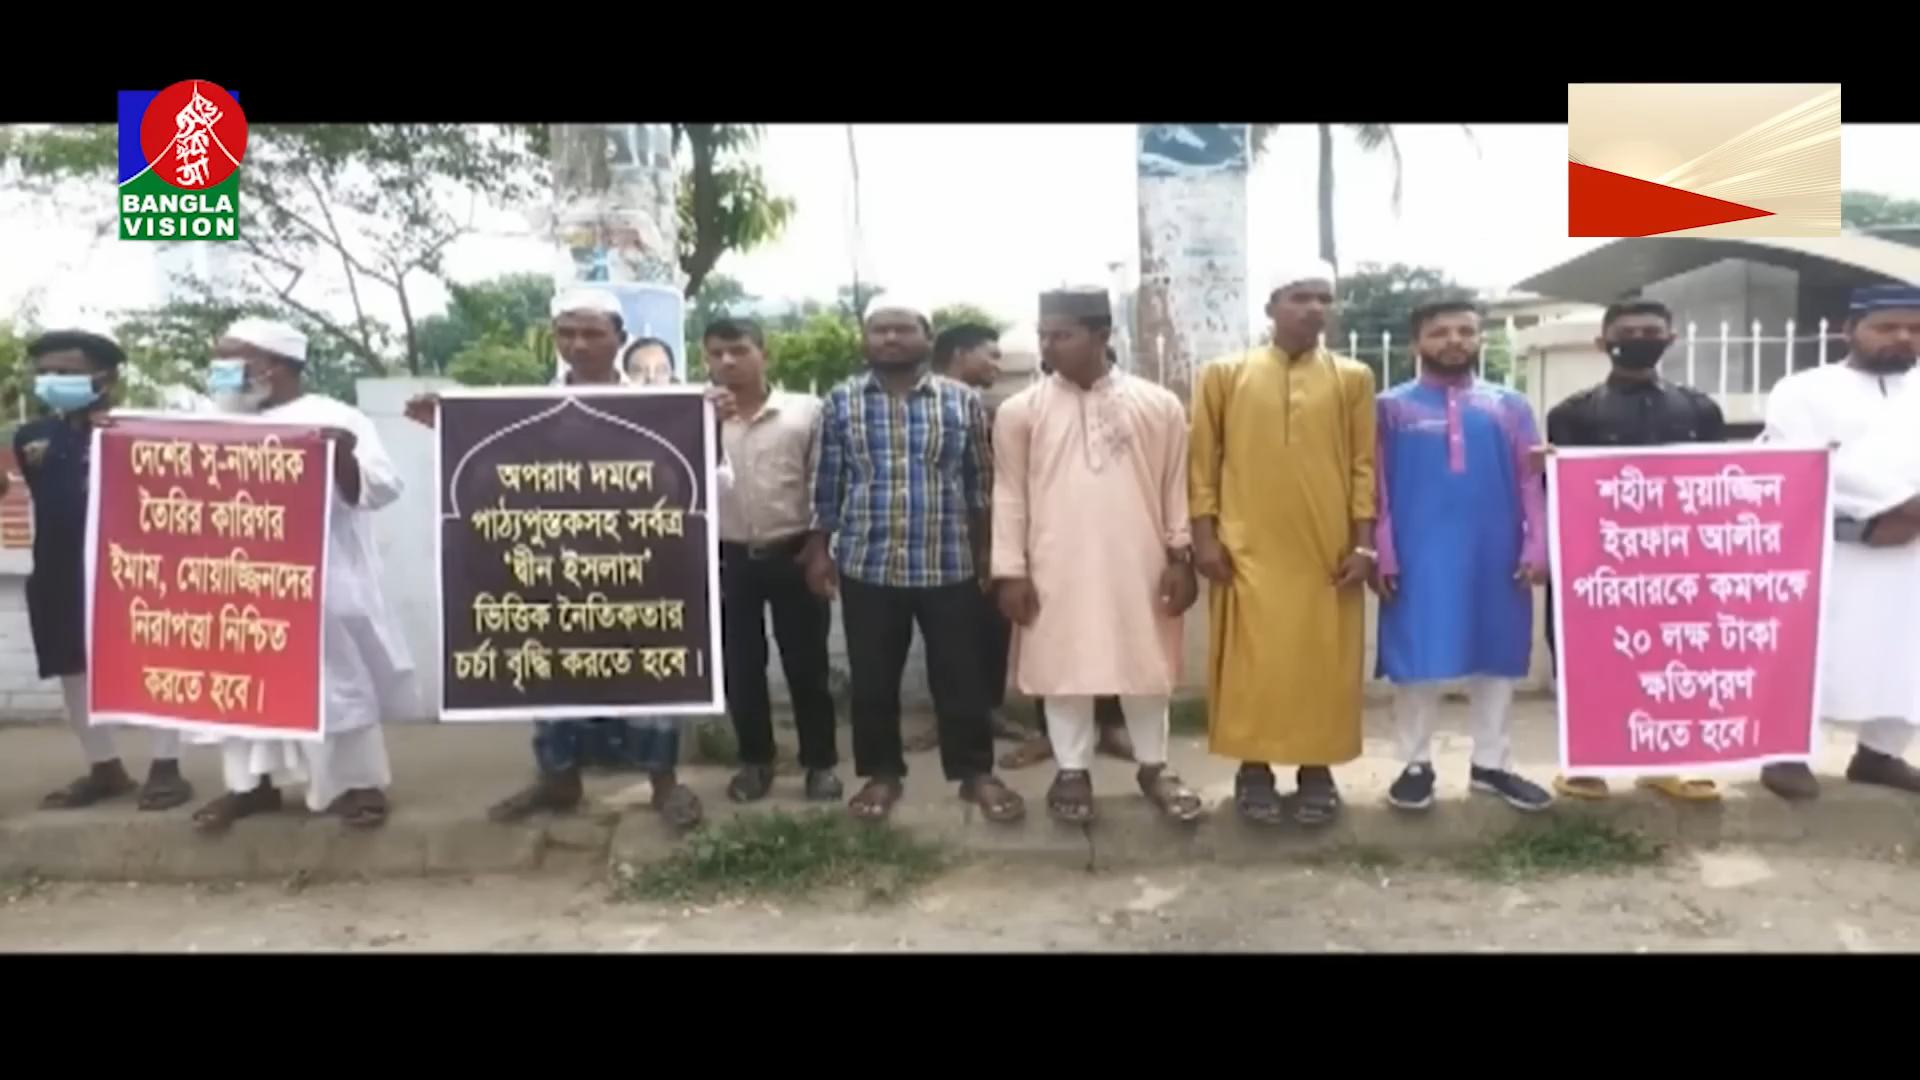 BANGLA
VISION
দেশের সু-নাগরিক
তৈরির কারিগর
ইমাম, মোয়াজ্জিনদের
নিরাপত্তা নিশ্চিত
করতে হবে।
অপরাধ দমনে
পাঠ্যপুস্তকসহ সর্বত্র
‘দ্বীন ইসলাম’
ভিত্তিক নৈতিকতার
চর্চা বৃদ্ধি করতে হবে।
শহীদ মুয়াজ্জিন
ইরফান আলীর
পরিবারকে কমপক্ষে
২০ লক্ষ টাকা
ক্ষতিপূরণ
দিতে হবে।